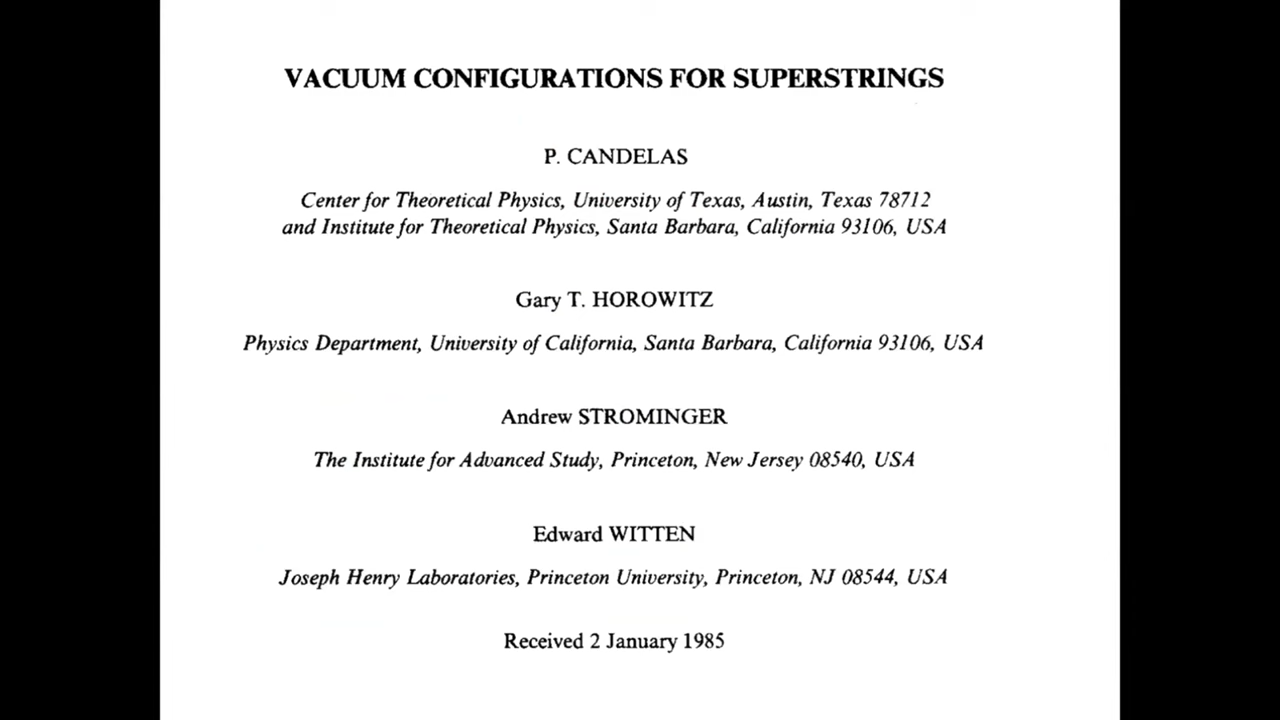 VACUUM CONFIGURATIONS FOR SUPERSTRINGS
P. CANDELAS
Center for Theoretical Physics, University of Texas, Austin, Texas 78712
and Institute for Theoretical Physics, Santa Barbara, California 93106, USA
Gary T. HOROWITZ
Physics Department, University of California, Santa Barbara, California 93106, USA
Andrew STROMINGER
The Institute for Advanced Study, Princeton, New Jersey 08540, USA
Edward WITTEN
Joseph Henry Laboratories, Princeton University, Princeton, NJ 08544, USA
Received 2 January 1985